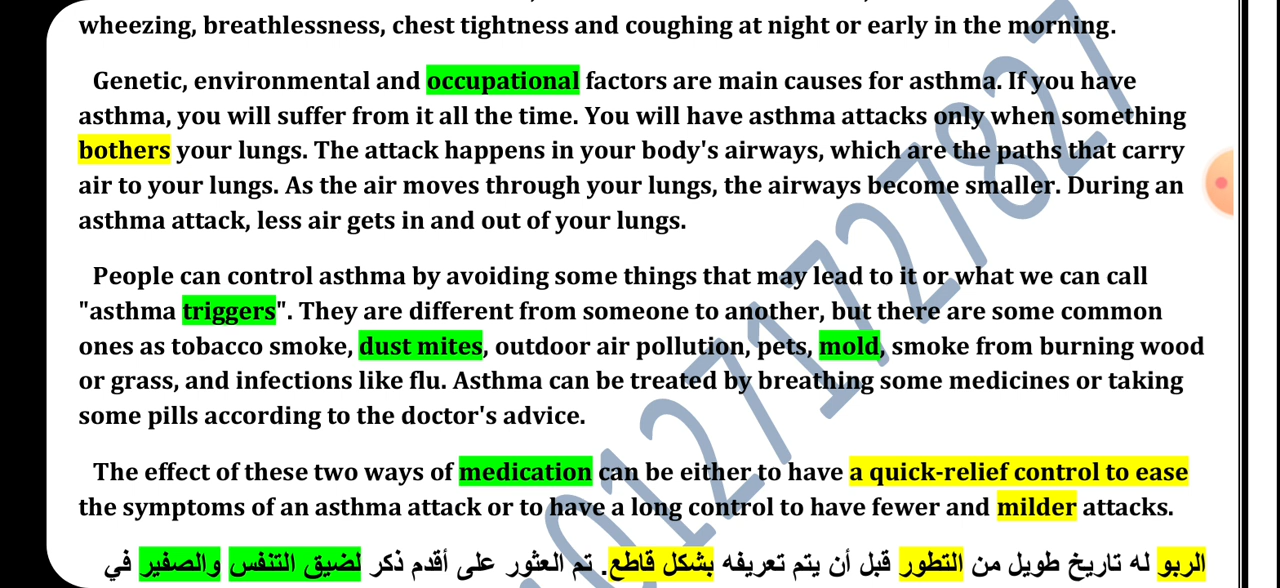 wheezing, breathlessness, chest tightness and coughing at night or early in the morning.
Genetic, environmental and occupational factors are main causes for asthma. If you have
asthma, you will suffer from it all the time. You will have asthma attacks only when something
bothers your lungs. The attack happens in your body's airways, which are the paths that carry
air to your lungs. As the air moves through your lungs, the airways become smaller. During an
asthma attack, less air gets in and out of your lungs.
People can control asthma by avoiding some things that may lead to it or what we can call
"asthma triggers". They are different from someone to another, but there are some common
ones as tobacco smoke, dust mites, outdoor air pollution, pets, mold, smoke from burning wood
or grass, and infections like flu. Asthma can be treated by breathing some medicines or taking
some pills according to the doctor's advice.
The effect of these two ways of medication can be either to have a quick-relief control to ease
the symptoms of an asthma attack or to have a long control to have fewer and milder attacks.
الربو له تاريخ طويل من التطور قبل أن يتم تعريفه بشكل قاطع. تم العثور على أقدم ذكر لضيق التنفس والصفير في
01271727827